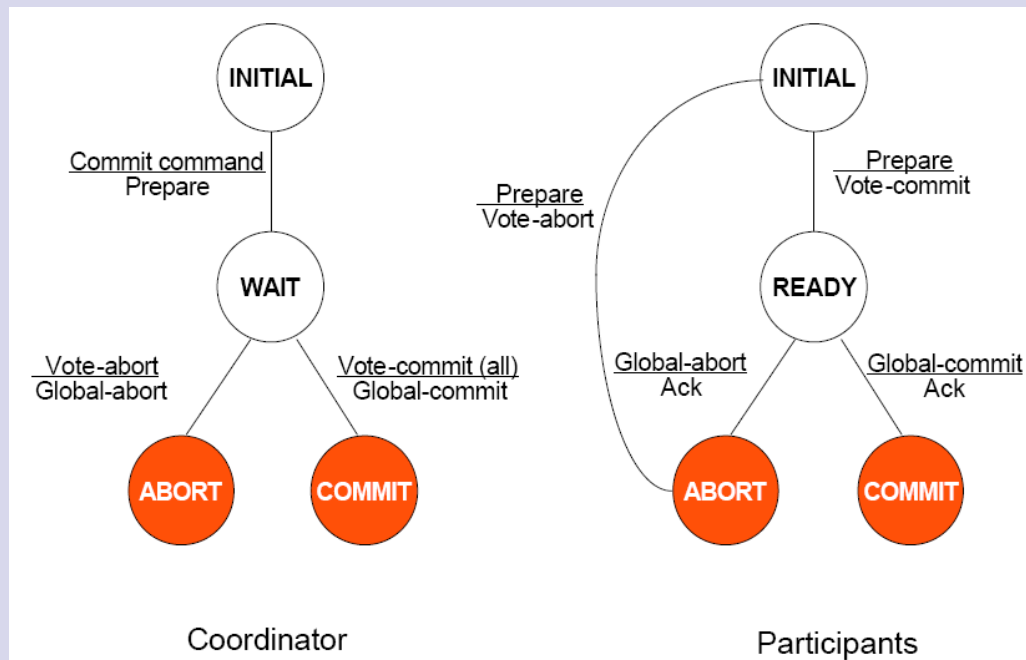 INITIAL
Commit command
Prepare
WAIT
Vote-abort
Global-abort
Vote-commit (all)
Global-commit
ABORT
COMMIT
Coordinator
INITIAL
Prepare
Vote-commit
Prepare
Vote-abort
READY
Global-abort
Ack
Global-commit
Ack
ABORT
COMMIT
Participants